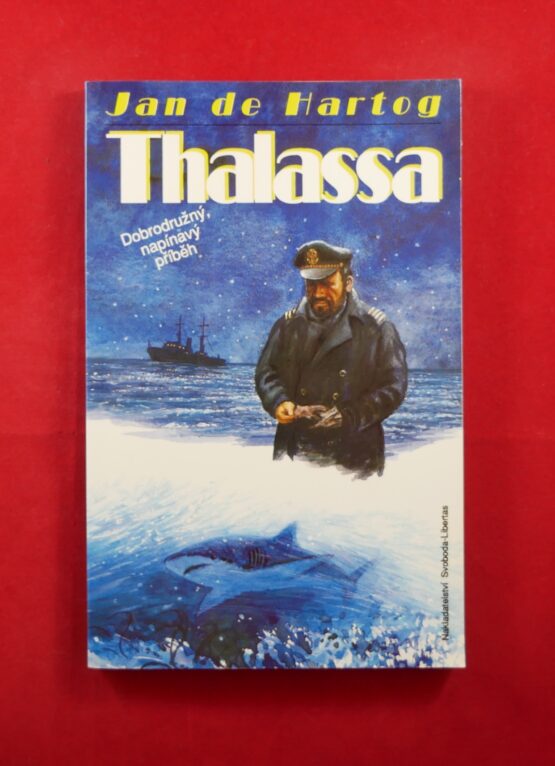 Jan de Hartog
Thalassa
Dobrodružný,
napínavý
příběh
Nakladatelství Svoboda-Libertas